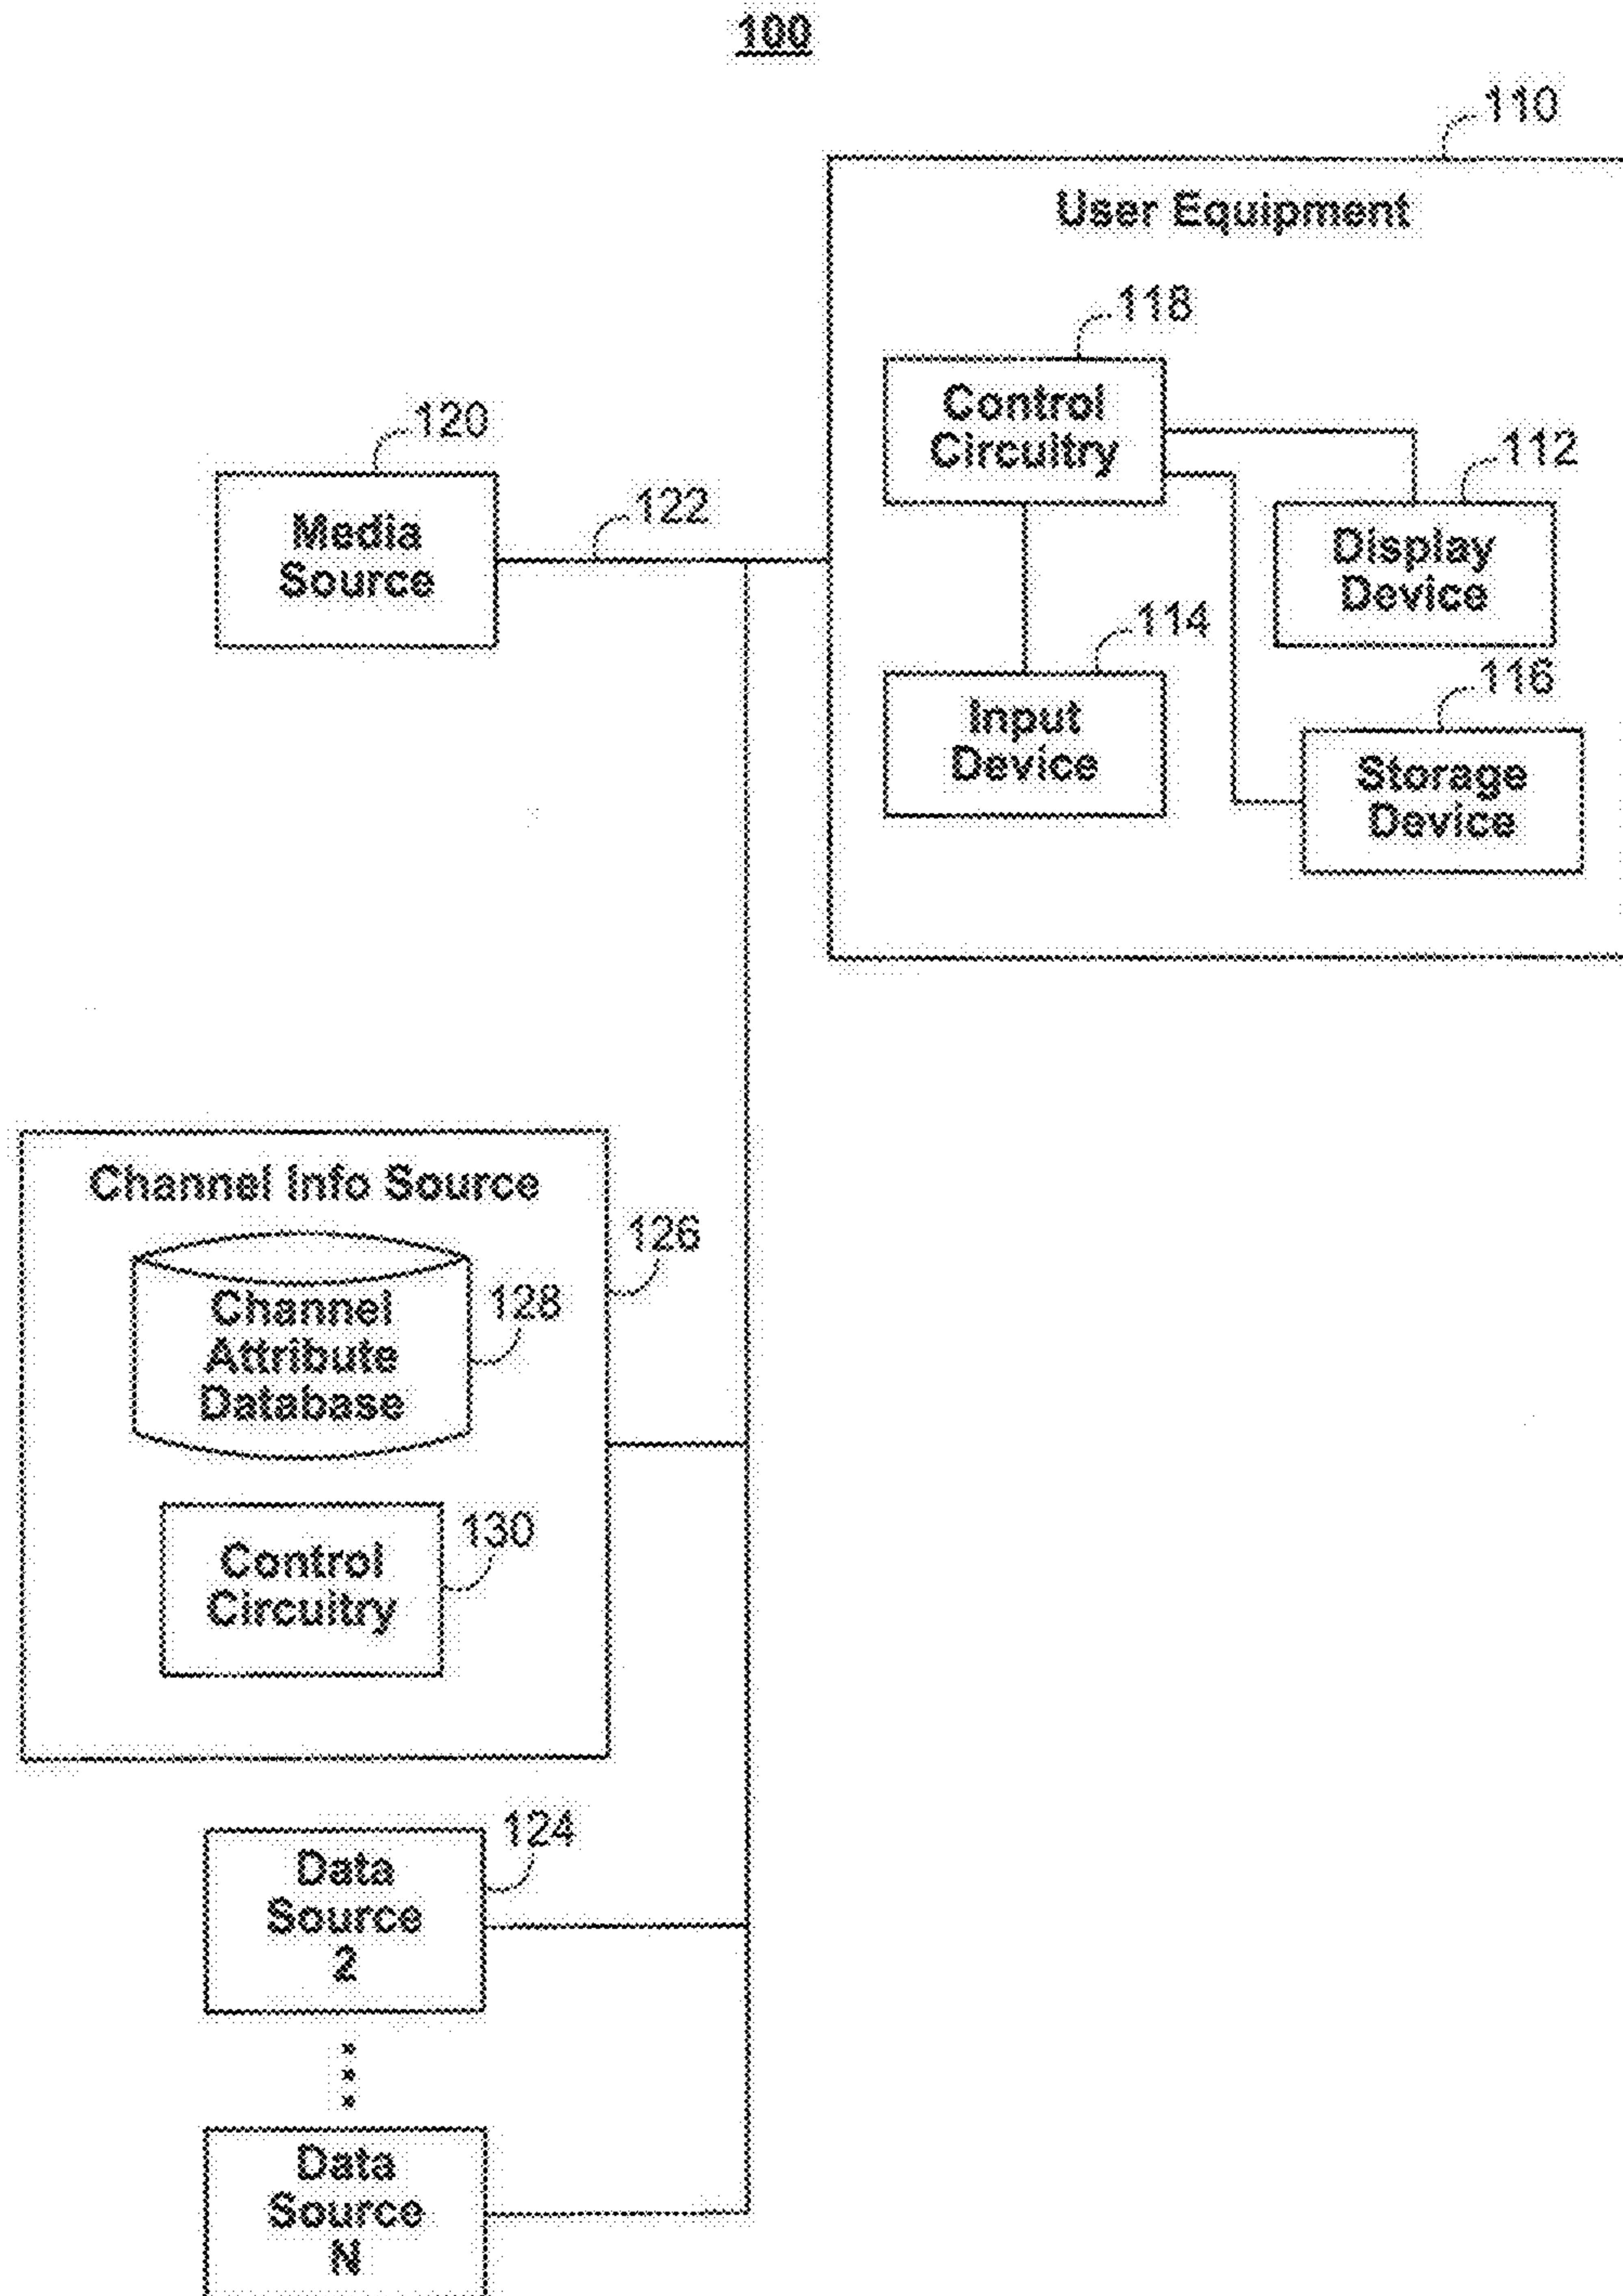 100
110
User Equipment
118
Control
Circuitry
120
Media
Source
122
112
Display
Device
114
Input
Device
116
Storage
Device
Channel Info Source
126
Channel
Attribute
Database
128
130
Control
Circuitry
124
Data
Source
2
Data
Source
N